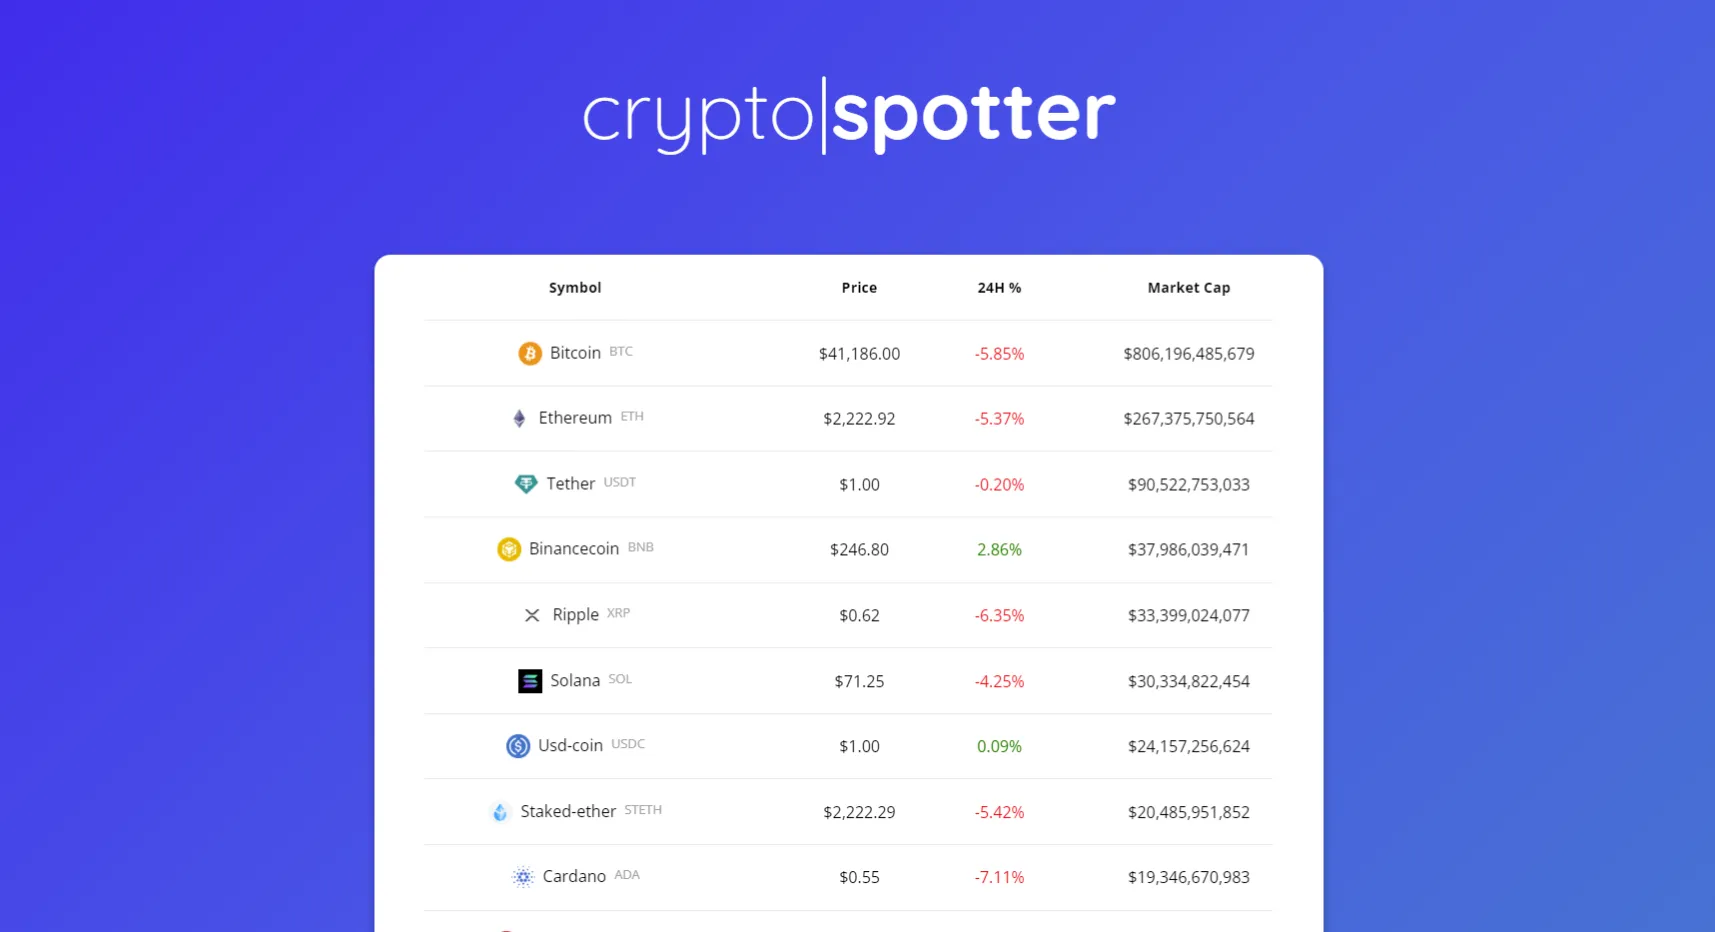 crypto|spotter
Symbol Price 24H % Market Cap
Bitcoin BTC $41,186.00 -5.85% $806,196,485,679
Ethereum ETH $2,222.92 -5.37% $267,375,750,564
Tether USDT $1.00 -0.20% $90,522,753,033
Binancecoin BNB $246.80 2.86% $37,986,039,471
Ripple XRP $0.62 -6.35% $33,399,024,077
Solana SOL $71.25 -4.25% $30,334,822,454
Usd-coin USDC $1.00 0.09% $24,157,256,624
Staked-ether STETH $2,222.29 -5.42% $20,485,951,852
Cardano ADA $0.55 -7.11% $19,346,670,983